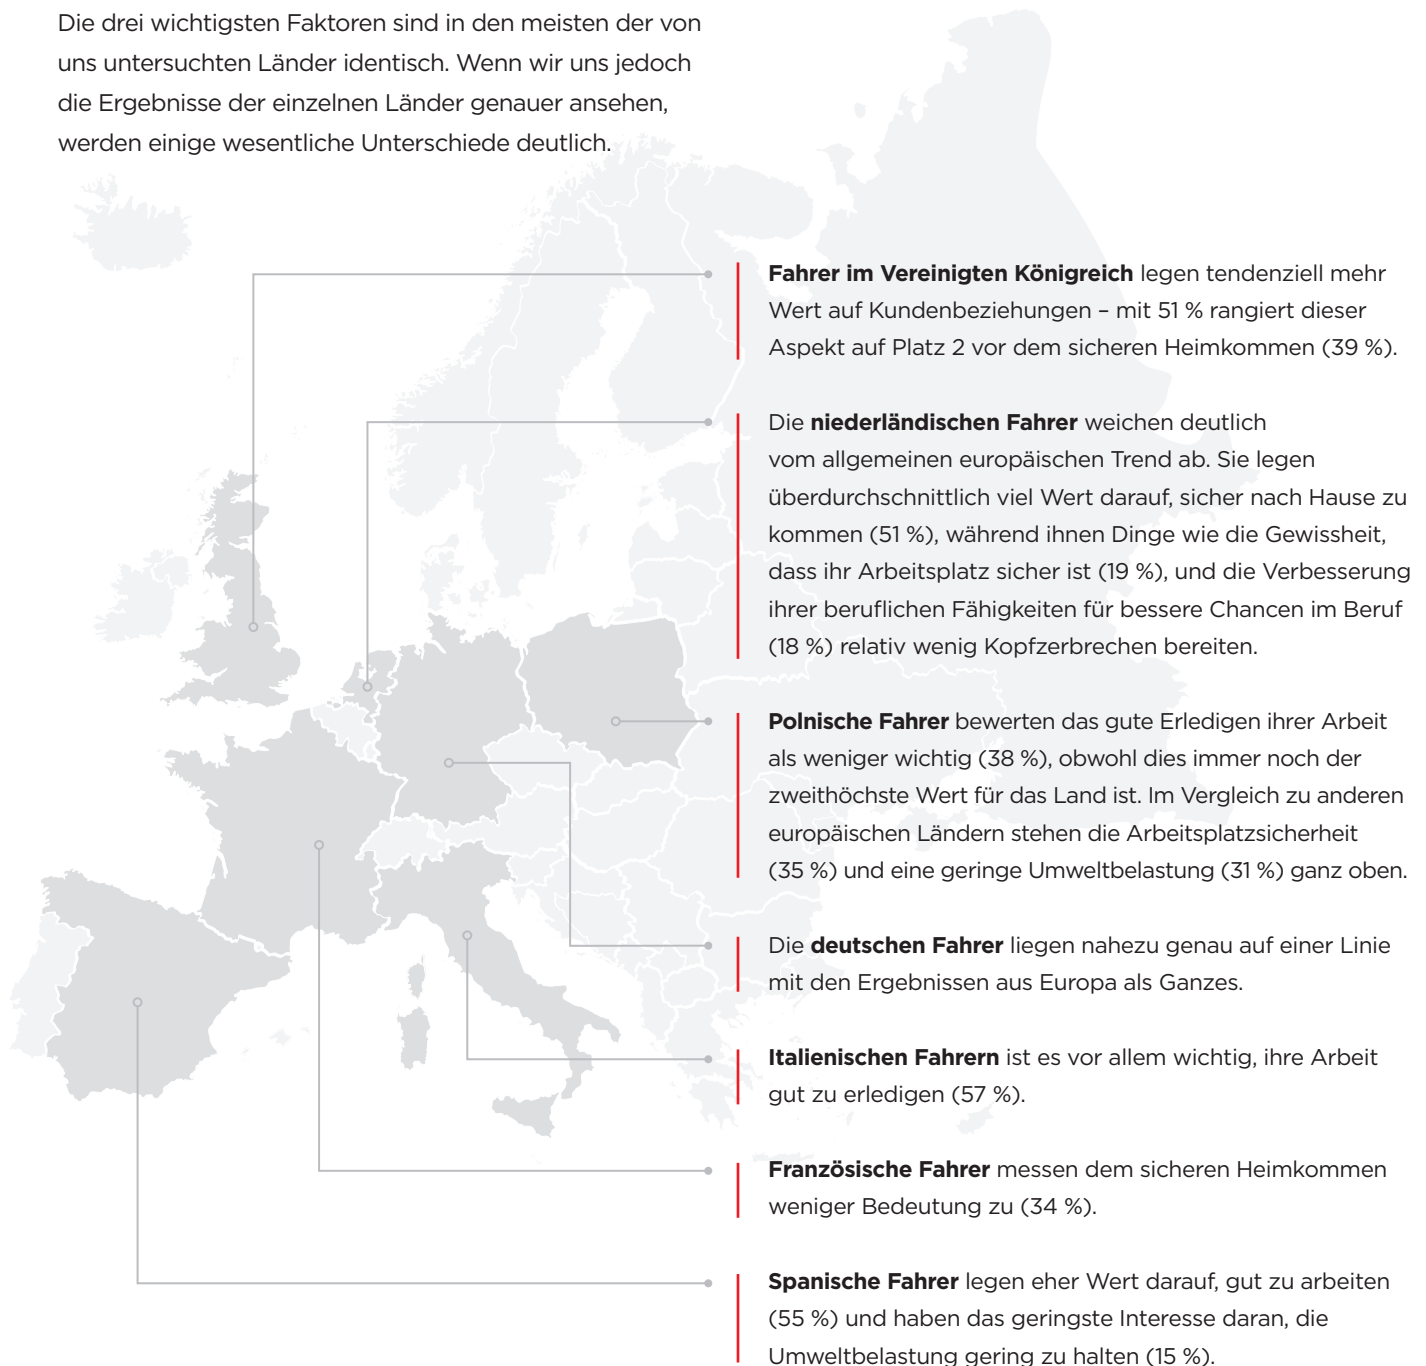 Die drei wichtigsten Faktoren sind in den meisten der von
uns untersuchten Länder identisch. Wenn wir uns jedoch
die Ergebnisse der einzelnen Länder genauer ansehen,
werden einige wesentliche Unterschiede deutlich.
Fahrer im Vereinigten Königreich legen tendenziell mehr
Wert auf Kundenbeziehungen – mit 51 % rangiert dieser
Aspekt auf Platz 2 vor dem sicheren Heimkommen (39 %).
Die niederländischen Fahrer weichen deutlich
vom allgemeinen europäischen Trend ab. Sie legen
überdurchschnittlich viel Wert darauf, sicher nach Hause zu
kommen (51 %), während ihnen Dinge wie die Gewissheit,
dass ihr Arbeitsplatz sicher ist (19 %), und die Verbesserung
ihrer beruflichen Fähigkeiten für bessere Chancen im Beruf
(18 %) relativ wenig Kopfzerbrechen bereiten.
Polnische Fahrer bewerten das gute Erledigen ihrer Arbeit
als weniger wichtig (38 %), obwohl dies immer noch der
zweithöchste Wert für das Land ist. Im Vergleich zu anderen
europäischen Ländern stehen die Arbeitsplatzsicherheit
(35 %) und eine geringe Umweltbelastung (31 %) ganz oben.
Die deutschen Fahrer liegen nahezu genau auf einer Linie
mit den Ergebnissen aus Europa als Ganzes.
Italienischen Fahrern ist es vor allem wichtig, ihre Arbeit
gut zu erledigen (57 %).
Französische Fahrer messen dem sicheren Heimkommen
weniger Bedeutung zu (34 %).
Spanische Fahrer legen eher Wert darauf, gut zu arbeiten
(55 %) und haben das geringste Interesse daran, die
Umweltbelastung gering zu halten (15 %).